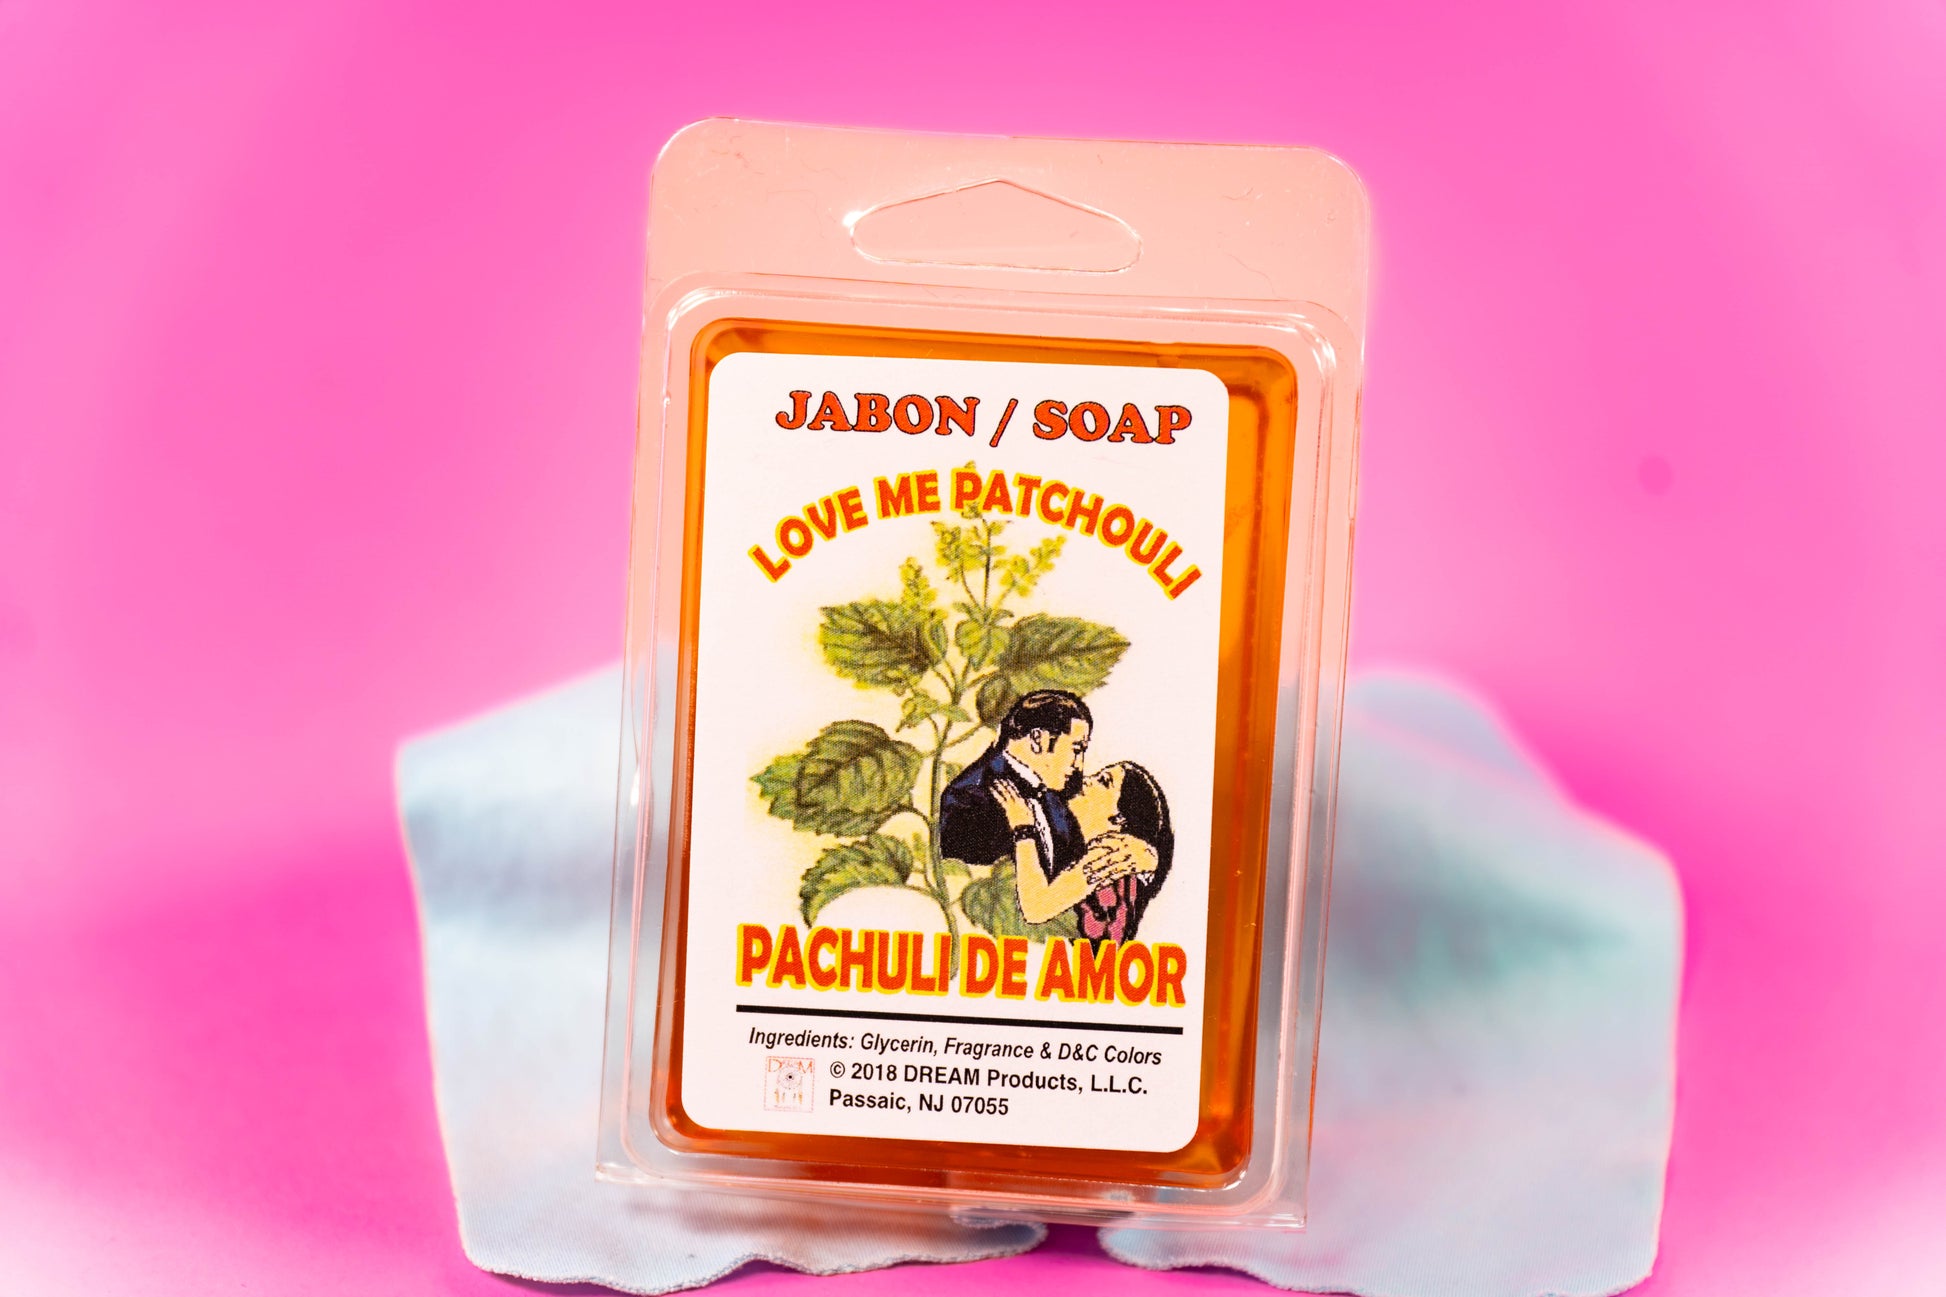 JABON / SOAP
LOVE ME PATCHOULI
PACHULI DE AMOR
Ingredients: Glycerin, Fragrance & D&C Colors
© 2018 DREAM Products, L.L.C.
Passaic, NJ 07055